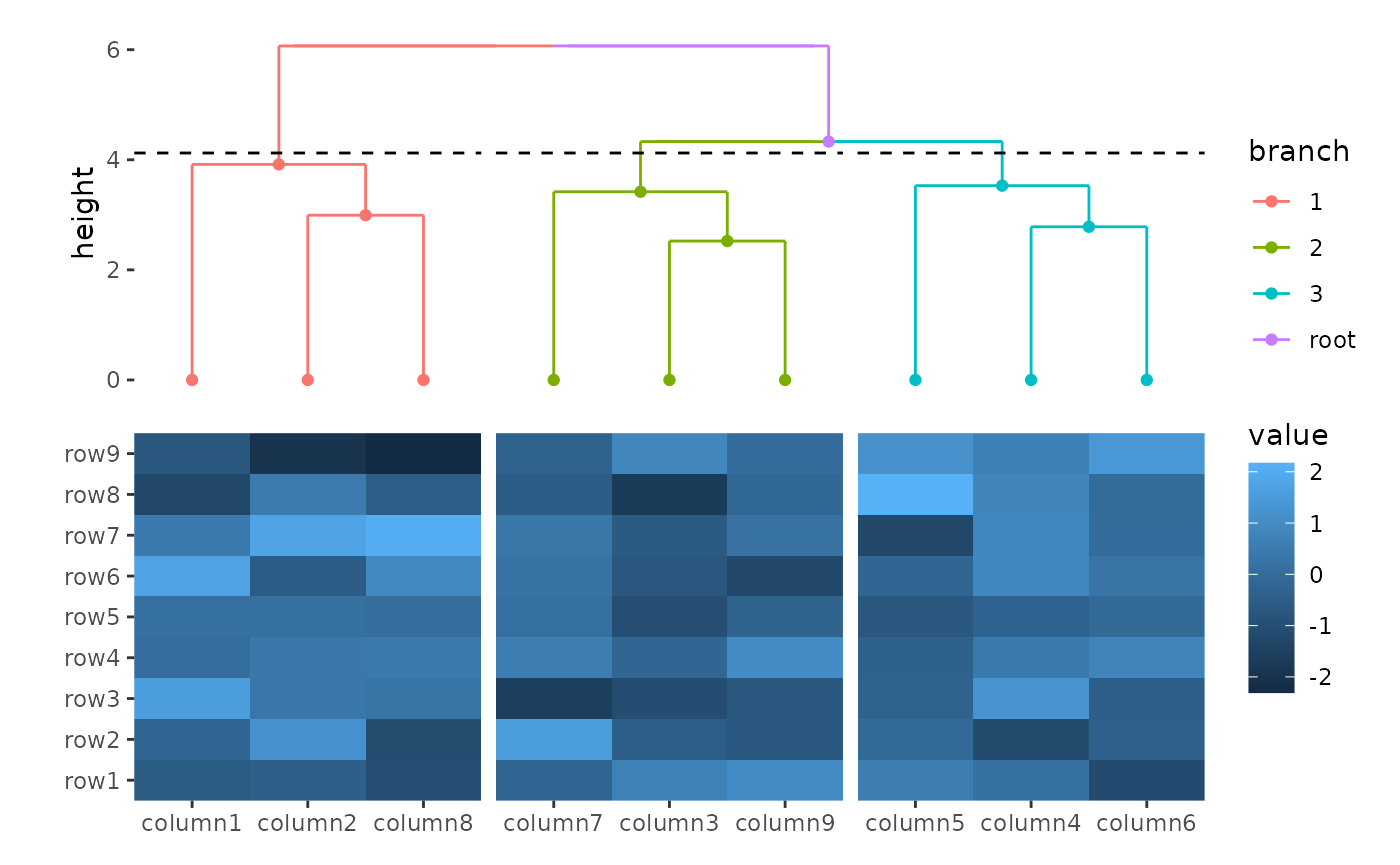 6
4
2
0
height
branch
1
2
3
root
row9
row8
row7
row6
row5
row4
row3
row2
row1
column1 column2 column8 column7 column3 column9 column5 column4 column6
value
2
1
0
-1
-2